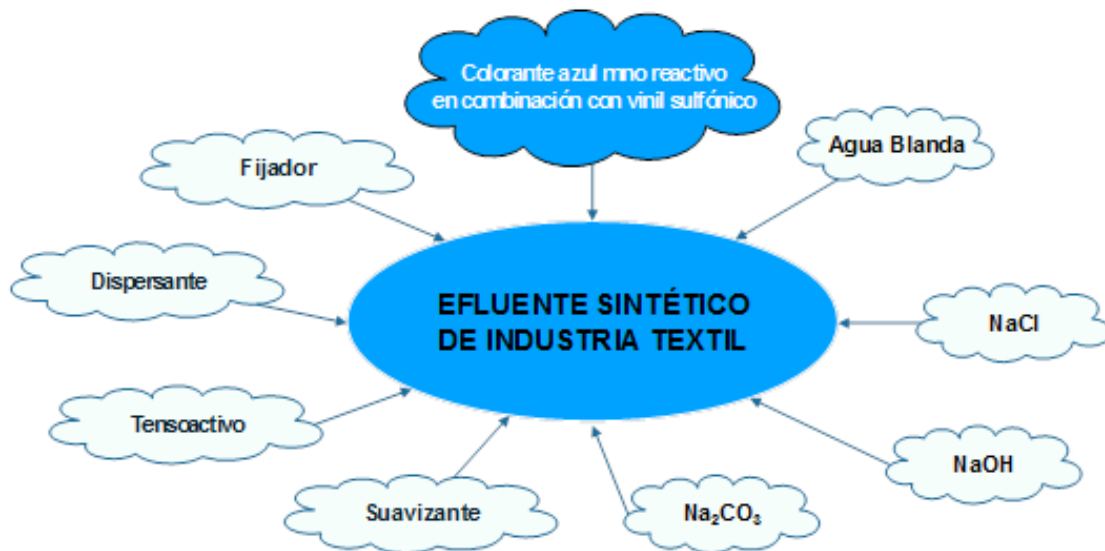 Colorante azul mno reactivo
en combinación con vinil sulfónico
Agua Blanda
Fijador
Dispersante
EFLUENTE SINTÉTICO
DE INDUSTRIA TEXTIL
NaCl
Tensoactivo
NaOH
Suavizante
Na₂CO₃